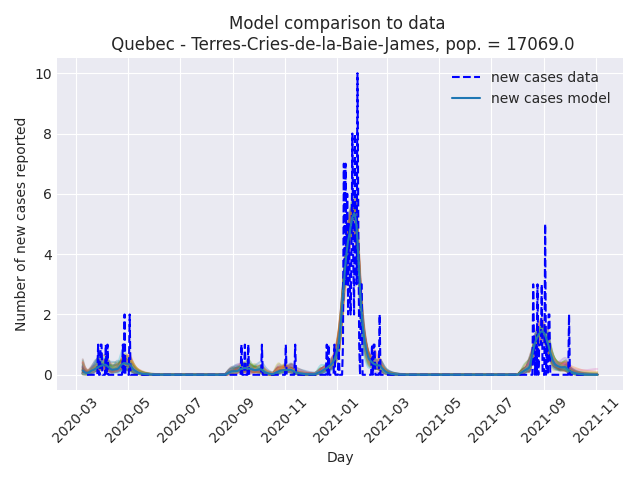 Model comparison to data
Quebec - Terres-Cries-de-la-Baie-James, pop. = 17069.0
new cases data
new cases model
Number of new cases reported
10
8
6
4
2
0
2020-03
2020-05
2020-07
2020-09
2020-11
2021-01
2021-03
2021-05
2021-07
2021-09
2021-11
Day